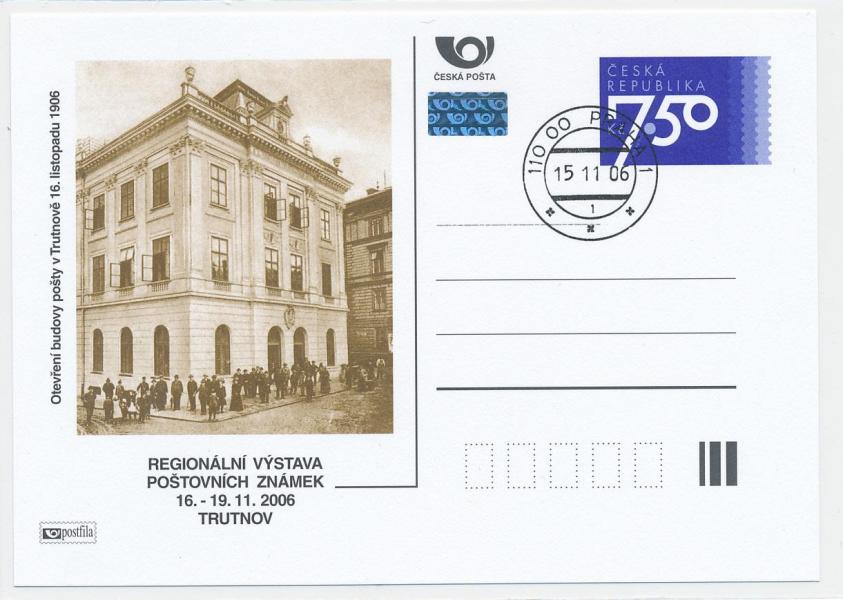 Otevření budovy pošty v Trutnově 16. listopadu 1906
REGIONÁLNÍ VÝSTAVA
POŠTOVNÍCH ZNÁMEK
16. - 19. 11. 2006
TRUTNOV
postfila
ČESKÁ POŠTA
ČESKÁ
REPUBLIKA
Kč 7.50
110 00 PRAHA 1
15 11 06
1